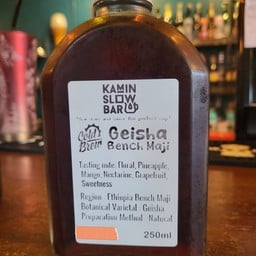 KAMIN
SLOW
BAR
Cold Brew
Geisha
Bench Maji
Tasting note: Floral, Pineapple,
Mango, Nectarine, Grapefruit,
Sweetness
Region : Ethiopia Bench Maji
Botanical Varietal : Geisha
Preparation Method : Natural
250ml